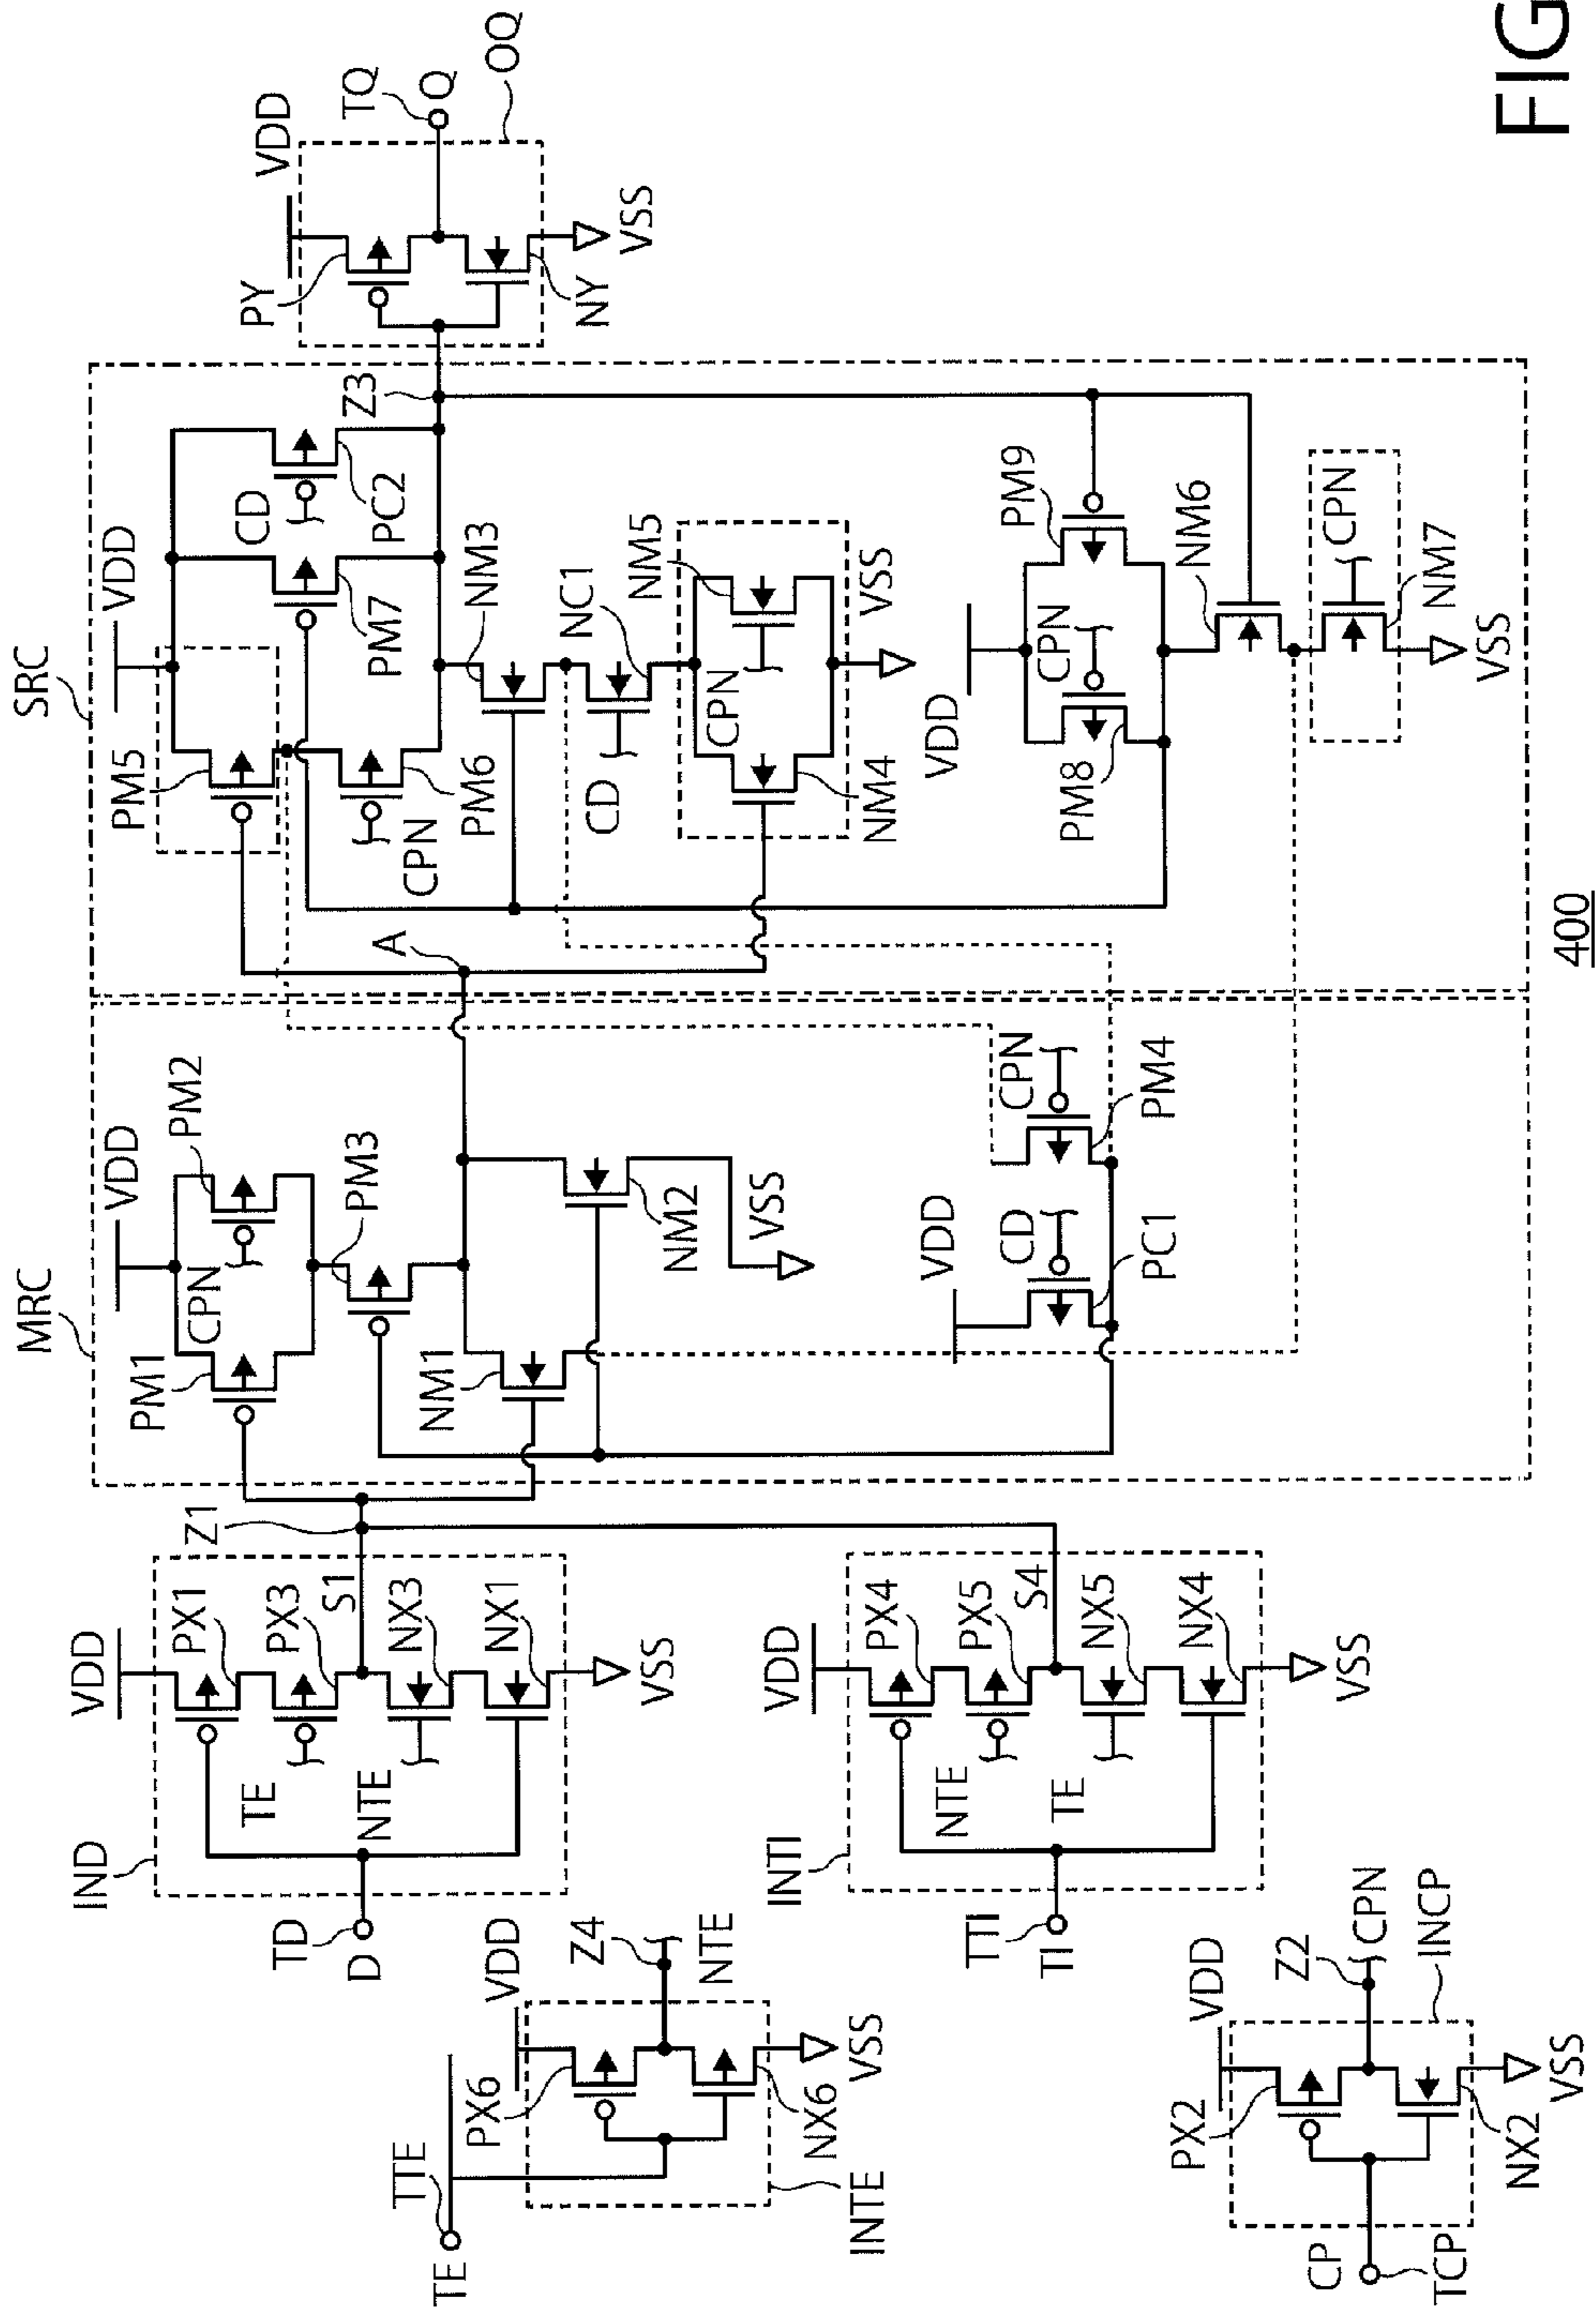 SRC
MRC
VDD
VDD
PM5
PM7
CD
PC2
Z3
PM6
CPN
NM3
NC1
CD
CPN
NM5
NM4
VSS
VDD
CPN
PM8
PM9
NM6
CPN
NM7
VSS
VDD
PY
NY
VSS
TQ
Q
OQ
A
PM1
CPN
PM2
PM3
NM1
NM2
VSS
VDD
CD
PC1
CPN
PM4
Z1
IND
VDD
PX1
PX3
S1
NX3
NX1
TE
NTE
VSS
TD
D
INTI
VDD
PX4
PX5
S4
NX5
NX4
NTE
TE
VSS
TTI
TI
TTE
TE
PX6
VDD
Z4
NTE
NX6
VSS
INTE
VDD
PX2
Z2
CPN
INCP
NX2
VSS
CP
TCP
400
FIG